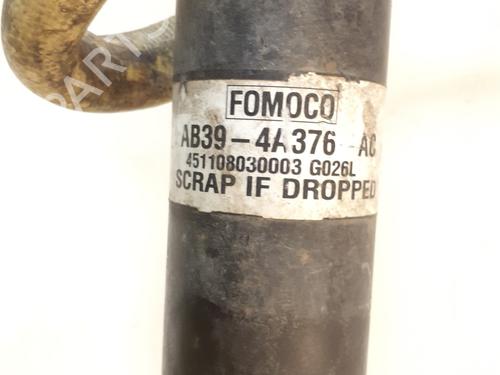 FOMOCO
AB39-4A376 AC
451108030003 G026L
SCRAP IF DROPPED